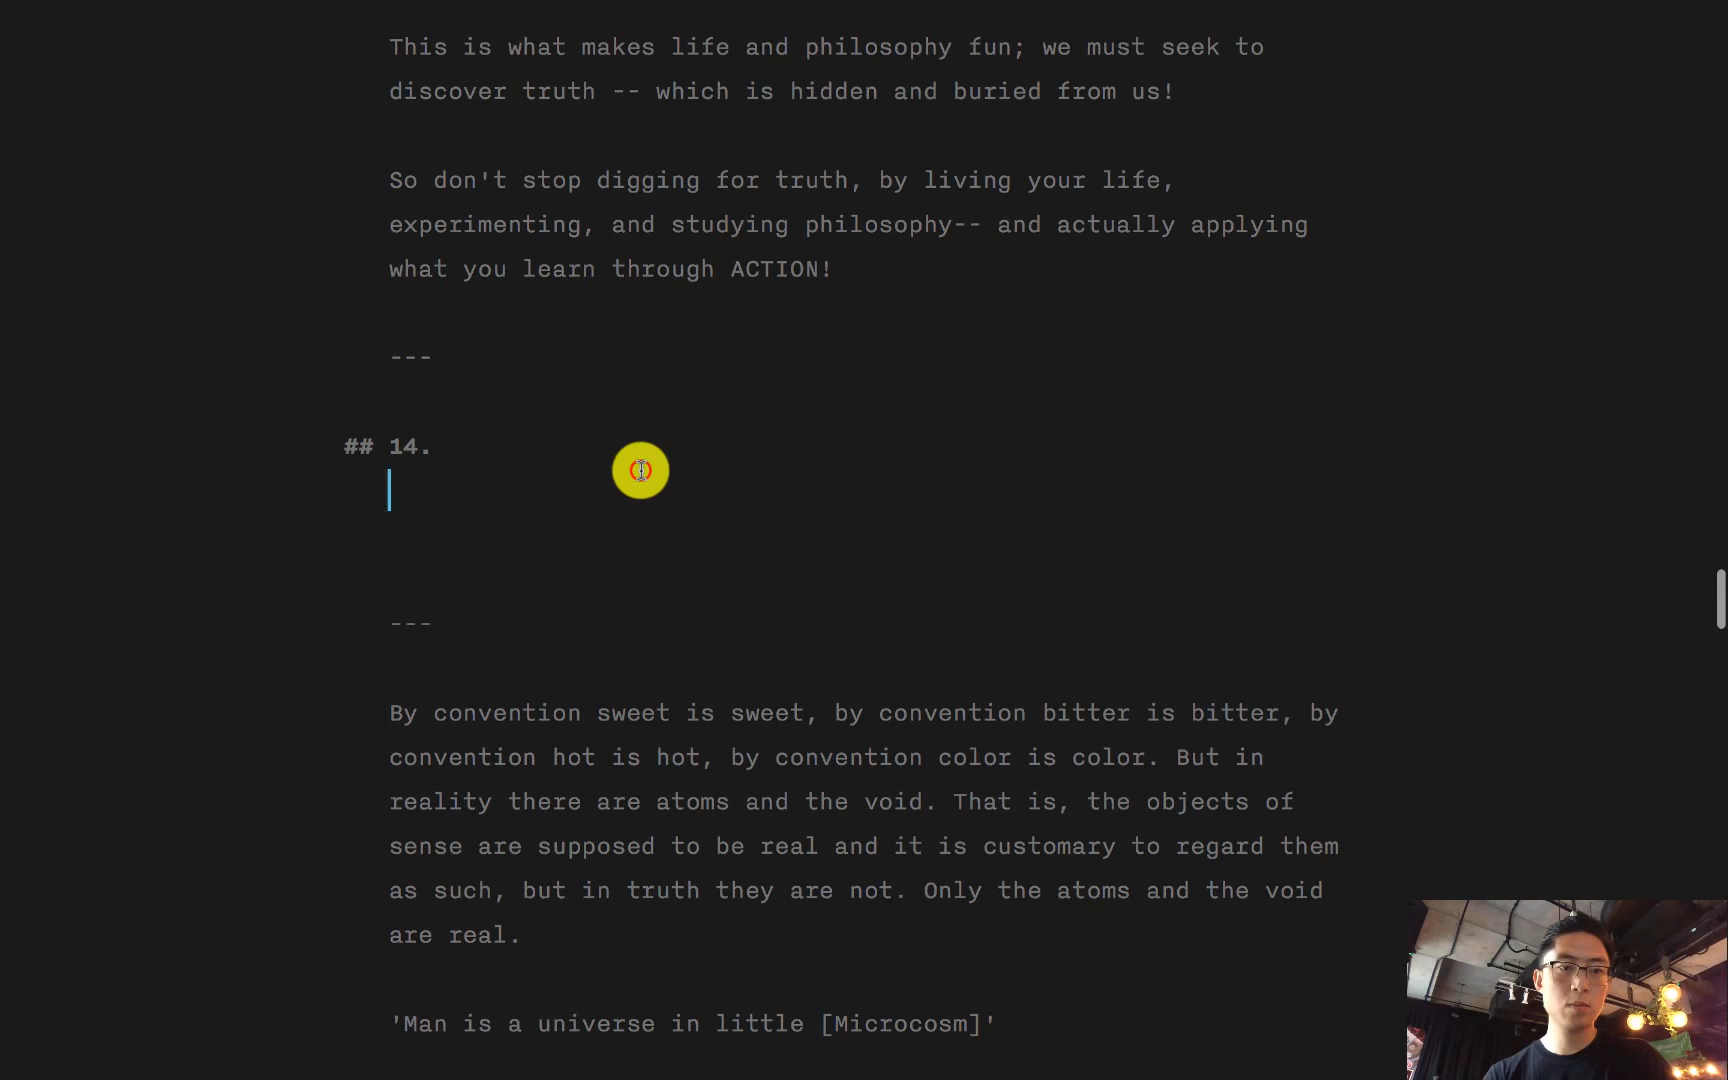 This is what makes life and philosophy fun; we must seek to
discover truth -- which is hidden and buried from us!
So don't stop digging for truth, by living your life,
experimenting, and studying philosophy-- and actually applying
what you learn through ACTION!
---
## 14.
---
By convention sweet is sweet, by convention bitter is bitter, by
convention hot is hot, by convention color is color. But in
reality there are atoms and the void. That is, the objects of
sense are supposed to be real and it is customary to regard them
as such, but in truth they are not. Only the atoms and the void
are real.
'Man is a universe in little [Microcosm]'